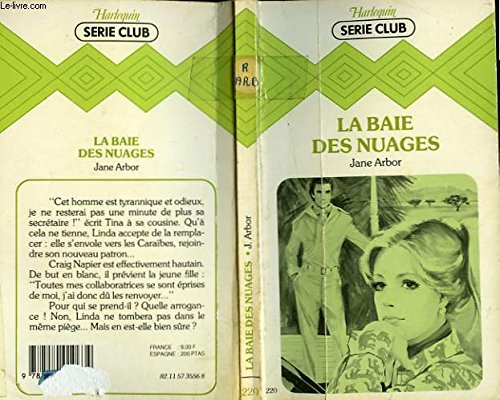 Le-livre.com
Harlequin
SERIE CLUB
LA BAIE
DES NUAGES
Jane Arbor
"Cet homme est tyrannique et odieux,
je ne resterai pas une minute de plus sa
secrétaire !" écrit Tina à sa cousine. Qu'à
cela ne tienne, Linda accepte de la rempla-
cer : elle s'envole vers les Caraïbes, rejoin-
dre son nouveau patron...
Craig Napier est effectivement hautain.
De but en blanc, il prévient la jeune fille :
"Toutes mes collaboratrices se sont éprises
de moi, j'ai donc dû les renvoyer..."
Pour qui se prend-il ? Quelle arrogan-
ce ! Non, Linda ne tombera pas dans le
même piège... Mais en est-elle bien sûre ?
FRANCE : 9,00 F
ESPAGNE : 200 PTAS
9 78
82.11 57 3556 8
R
ARB
LA BAIE DES NUAGES • J. Arbor
220
Harlequin
SERIE CLUB
LA BAIE
DES NUAGES
Jane Arbor
220